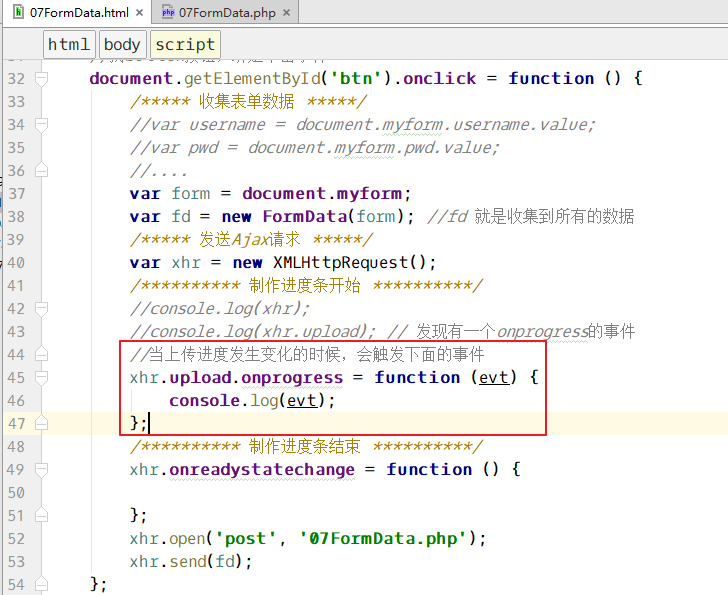 07FormData.html ×
07FormData.php ×
html body script
32 document.getElementById('btn').onclick = function () {
33 /***** 收集表单数据 *****/
34 //var username = document.myform.username.value;
35 //var pwd = document.myform.pwd.value;
36 //....
37 var form = document.myform;
38 var fd = new FormData(form); //fd 就是收集到所有的数据
39 /***** 发送Ajax请求 *****/
40 var xhr = new XMLHttpRequest();
41 /********** 制作进度条开始 **********/
42 //console.log(xhr);
43 //console.log(xhr.upload); // 发现有一个onprogress的事件
44 //当上传进度发生变化的时候，会触发下面的事件
45 xhr.upload.onprogress = function (evt) {
46 console.log(evt);
47 };
48 /********** 制作进度条结束 **********/
49 xhr.onreadystatechange = function () {
50
51 };
52 xhr.open('post', '07FormData.php');
53 xhr.send(fd);
54 };